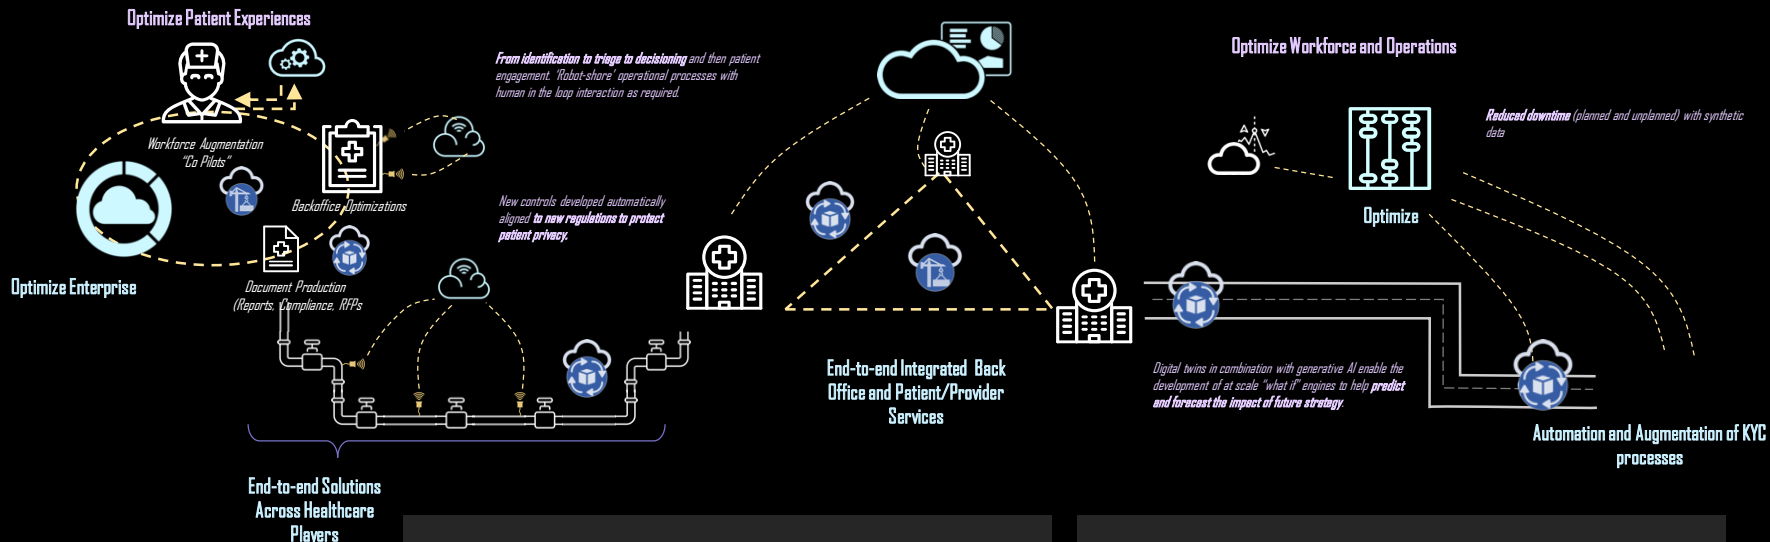 Optimize Patient Experiences
Workforce Augmentation
“Co Pilots”
Backoffice Optimizations
Optimize Enterprise
Document Production
(Reports, Compliance, RFPs
End-to-end Solutions
Across Healthcare
Players
From identification to triage to decisioning and then patient
engagement. ‘Robot-shore’ operational processes with
human in the loop interaction as required.
New controls developed automatically
aligned to new regulations to protect
patient privacy.
End-to-end Integrated Back
Office and Patient/Provider
Services
Optimize Workforce and Operations
Reduced downtime (planned and unplanned) with synthetic
data
Optimize
Digital twins in combination with generative AI enable the
development of at scale “what if” engines to help predict
and forecast the impact of future strategy.
Automation and Augmentation of KYC
processes